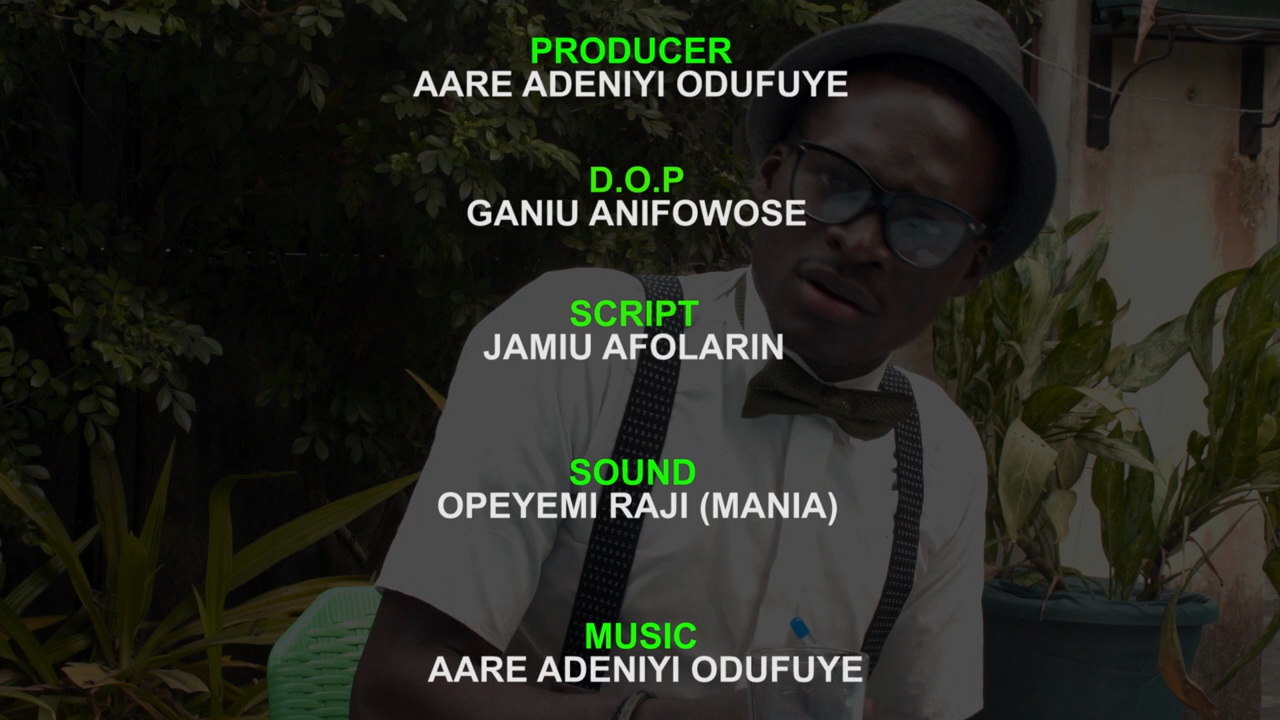 PRODUCER
AARE ADENIYI ODUFUYE
D.O.P
GANIU ANIFOWOSE
SCRIPT
JAMIU AFOLARIN
SOUND
OPEYEMI RAJI (MANIA)
MUSIC
AARE ADENIYI ODUFUYE